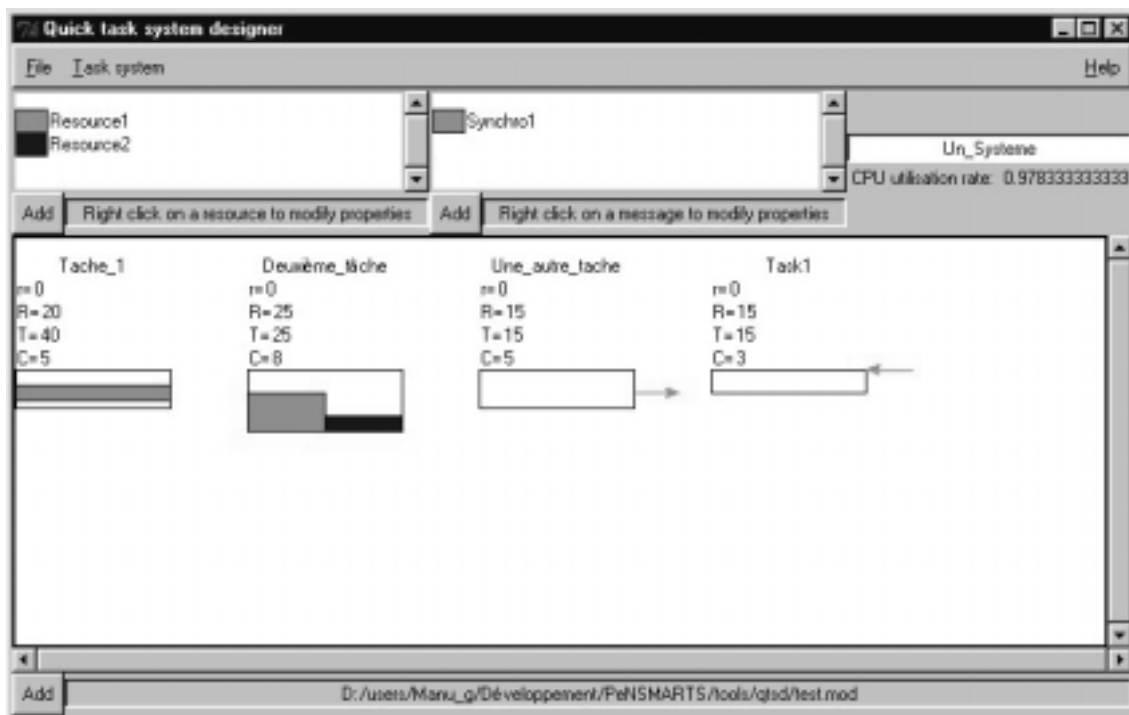 Quick task system designer
File Task system Help
Resource1
Resource2
Synchro1
Un_Systeme
CPU utilisation rate: 0.978333333333
Add Right click on a resource to modify properties Add Right click on a message to modify properties
Tache_1 Deuxième_tâche Une_autre_tache Task1
r=0 r=0 r=0 r=0
R=20 R=25 R=15 R=15
T=40 T=25 T=15 T=15
C=5 C=8 C=5 C=3
Add D:/users/Manu_g/Développement/PeNSMARTS/tools/qtsd/test.mod